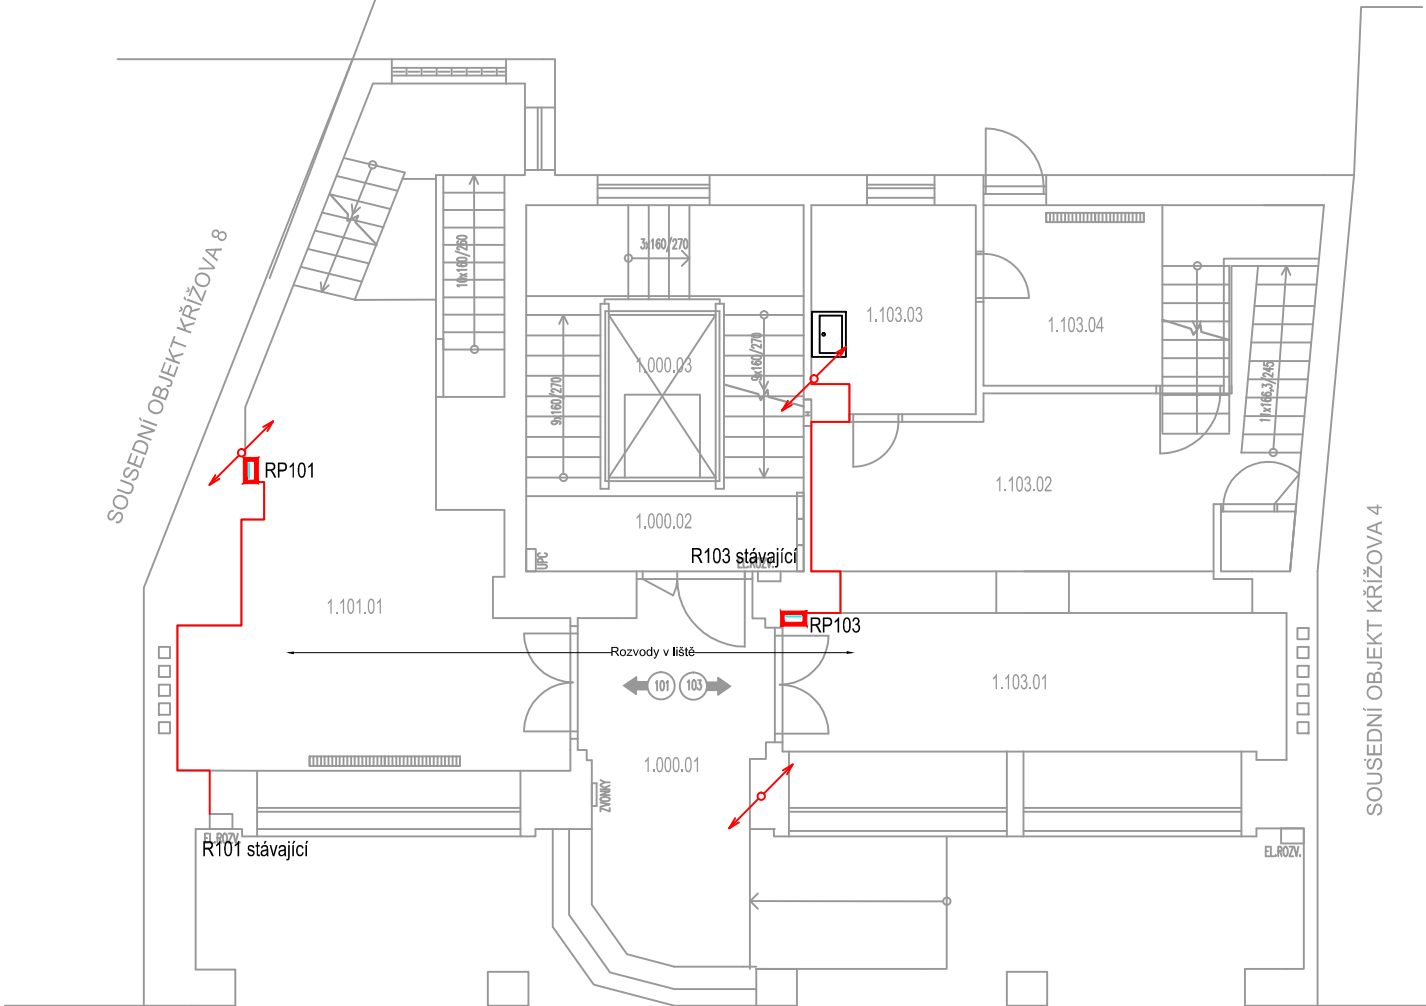 SOUSEDNÍ OBJEKT KŘÍŽOVA 8
10x160/260
3x160/270
1.000.03
9x160/270
9x160/270
1.103.03
1.103.04
11x166,3/245
RP101
1.103.02
1.000.02
UPC
R103 stávající
EL.ROZV.
SOUSEDNÍ OBJEKT KŘÍŽOVA 4
1.101.01
RP103
Rozvody v liště
101
103
1.103.01
1.000.01
ZVONKY
EL.ROZV.
R101 stávající
EL.ROZV.